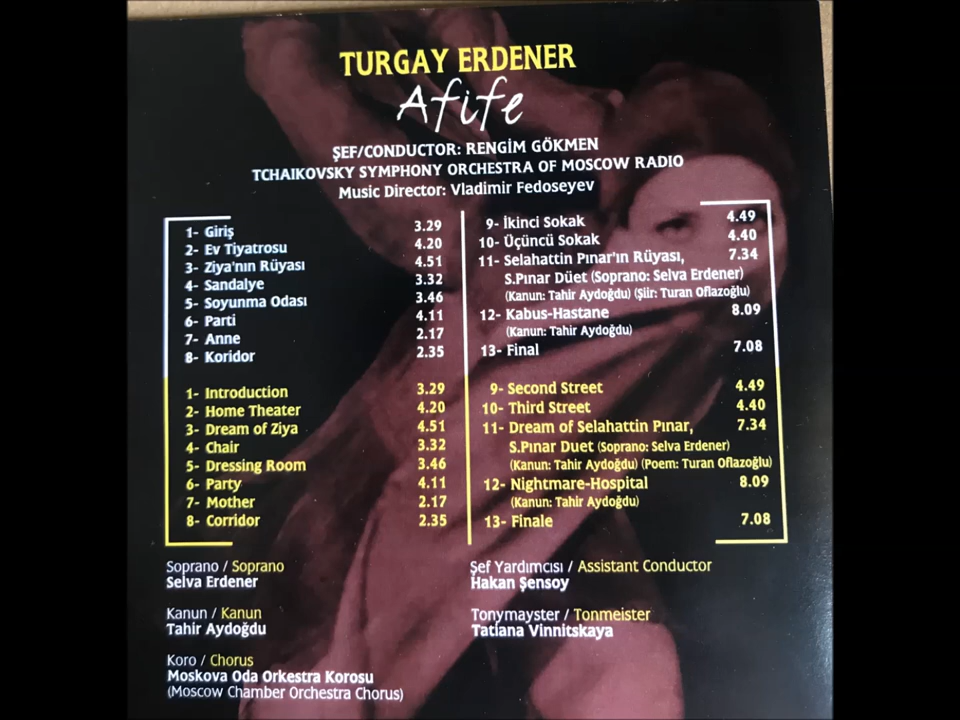 TURGAY ERDENER
Afife
ŞEF/CONDUCTOR: RENGİM GÖKMEN
TCHAIKOVSKY SYMPHONY ORCHESTRA OF MOSCOW RADIO
Music Director: Vladimir Fedoseyev
1- Giriş 3.29
2- Ev Tiyatrosu 4.20
3- Ziya'nın Rüyası 4.51
4- Sandalye 3.32
5- Soyunma Odası 3.46
6- Parti 4.11
7- Anne 2.17
8- Koridor 2.35
9- İkinci Sokak 4.49
10- Üçüncü Sokak 4.40
11- Selahattin Pınar'ın Rüyası, 7.34
S.Pınar Düet (Soprano: Selva Erdener)
(Kanun: Tahir Aydoğdu) (Şiir: Turan Oflazoğlu)
12- Kabus-Hastane 8.09
(Kanun: Tahir Aydoğdu)
13- Final 7.08
1- Introduction 3.29
2- Home Theater 4.20
3- Dream of Ziya 4.51
4- Chair 3.32
5- Dressing Room 3.46
6- Party 4.11
7- Mother 2.17
8- Corridor 2.35
9- Second Street 4.49
10- Third Street 4.40
11- Dream of Selahattin Pınar, 7.34
S.Pınar Duet (Soprano: Selva Erdener)
(Kanun: Tahir Aydoğdu) (Poem: Turan Oflazoğlu)
12- Nightmare-Hospital 8.09
(Kanun: Tahir Aydoğdu)
13- Finale 7.08
Soprano / Soprano
Selva Erdener
Kanun / Kanun
Tahir Aydoğdu
Koro / Chorus
Moskova Oda Orkestra Korosu
(Moscow Chamber Orchestra Chorus)
Şef Yardımcısı / Assistant Conductor
Hakan Şensoy
Tonymayster / Tonmeister
Tatiana Vinnitskaya